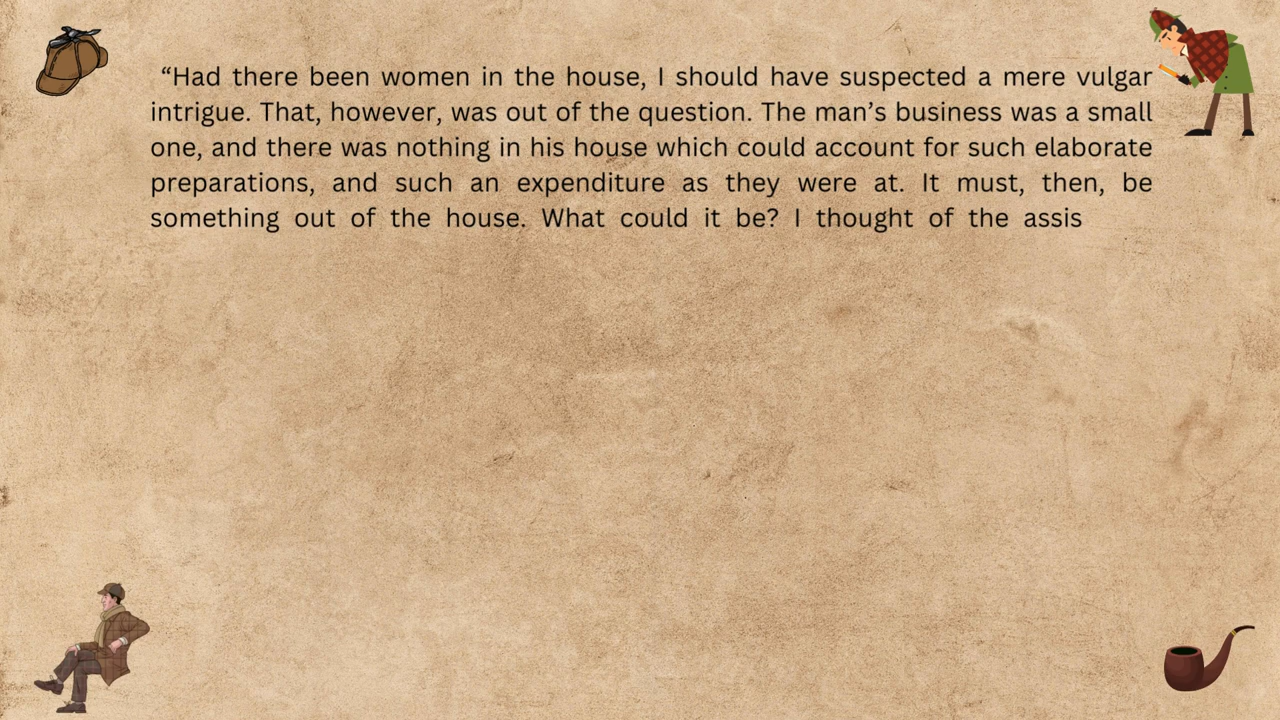 “Had there been women in the house, I should have suspected a mere vulgar
intrigue. That, however, was out of the question. The man’s business was a small
one, and there was nothing in his house which could account for such elaborate
preparations, and such an expenditure as they were at. It must, then, be
something out of the house. What could it be? I thought of the assis